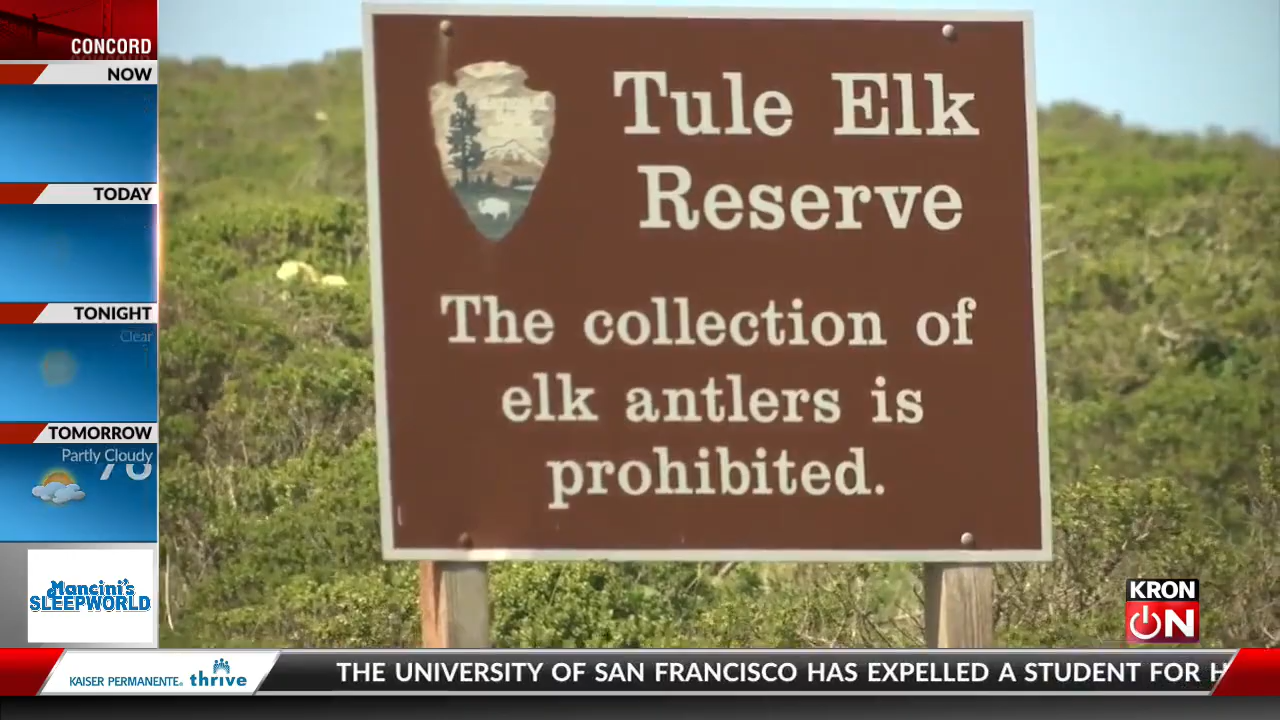 CONCORD
NOW
TODAY
TONIGHT
Clear
TOMORROW
Partly Cloudy
Mancini's
SLEEPWORLD
Tule Elk
Reserve
The collection of
elk antlers is
prohibited.
KRON
ON
KAISER PERMANENTE® thrive
THE UNIVERSITY OF SAN FRANCISCO HAS EXPELLED A STUDENT FOR